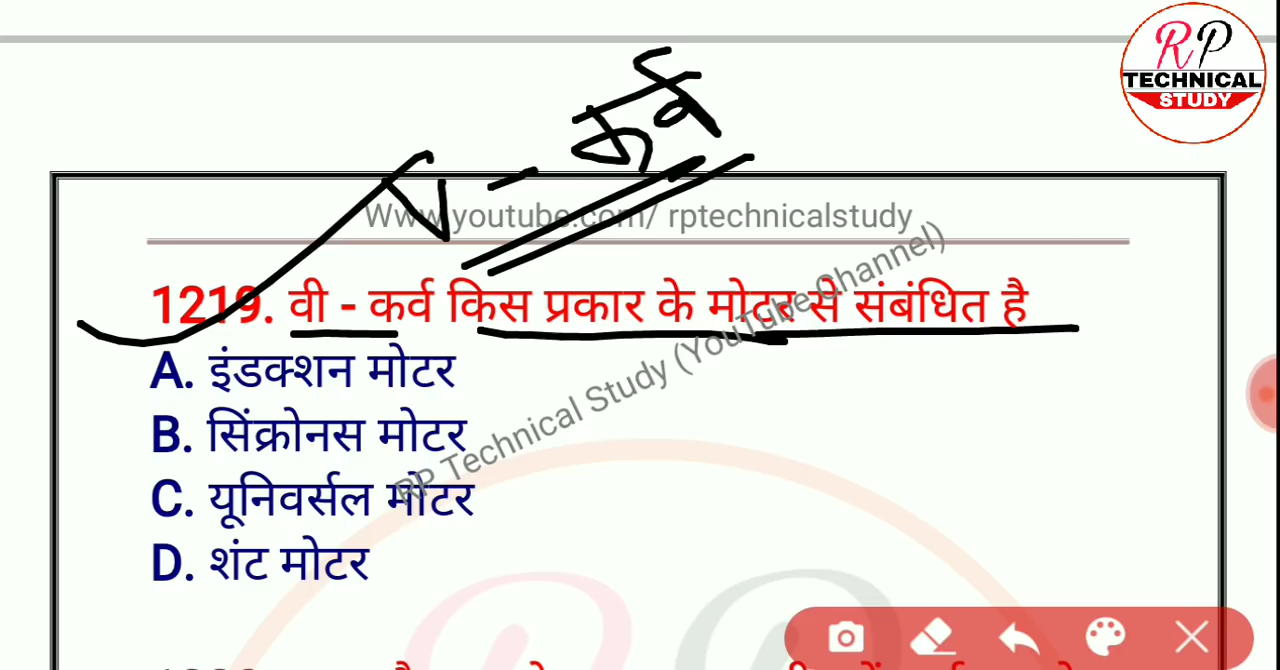 RP
TECHNICAL
STUDY
व - कर्व
Www.youtube.com/ rptechnicalstudy
1219. वी - कर्व किस प्रकार के मोटर से संबंधित है
A. इंडक्शन मोटर
B. सिंक्रोनस मोटर
C. यूनिवर्सल मोटर
D. शंट मोटर
RP Technical Study (YouTube Channel)